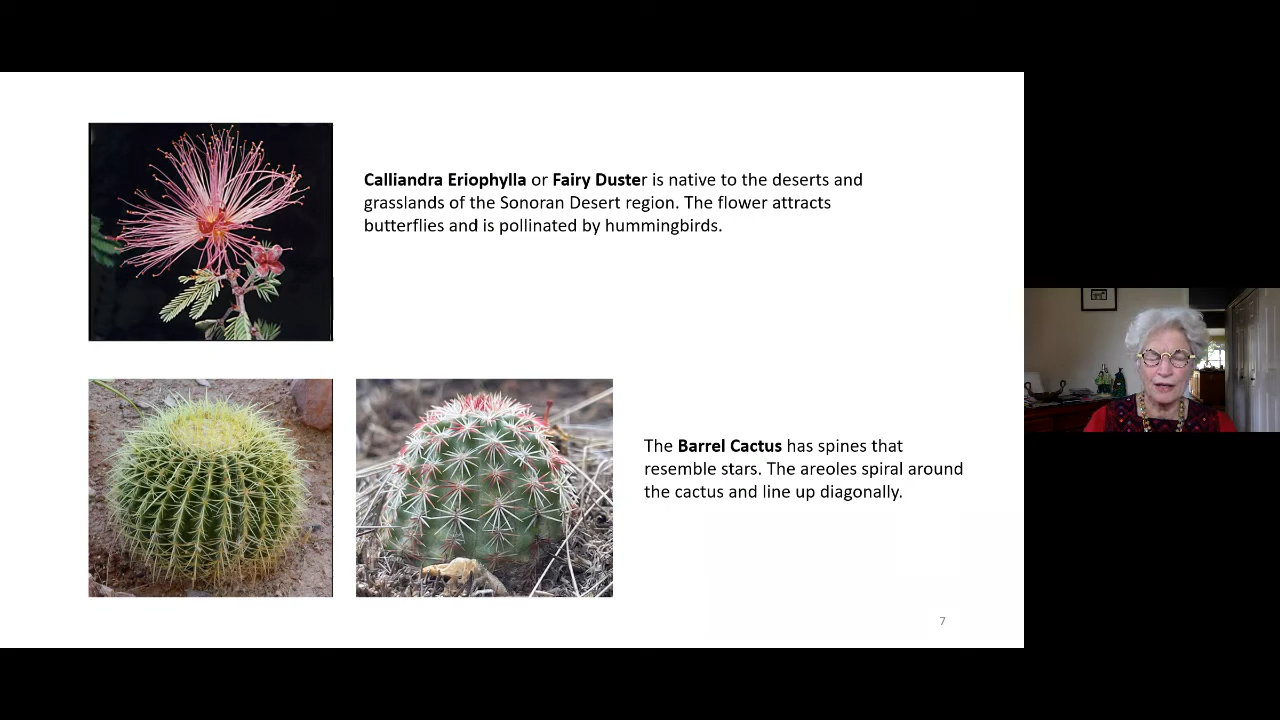 Calliandra Eriophylla or Fairy Duster is native to the deserts and
grasslands of the Sonoran Desert region. The flower attracts
butterflies and is pollinated by hummingbirds.
The Barrel Cactus has spines that
resemble stars. The areoles spiral around
the cactus and line up diagonally.
7